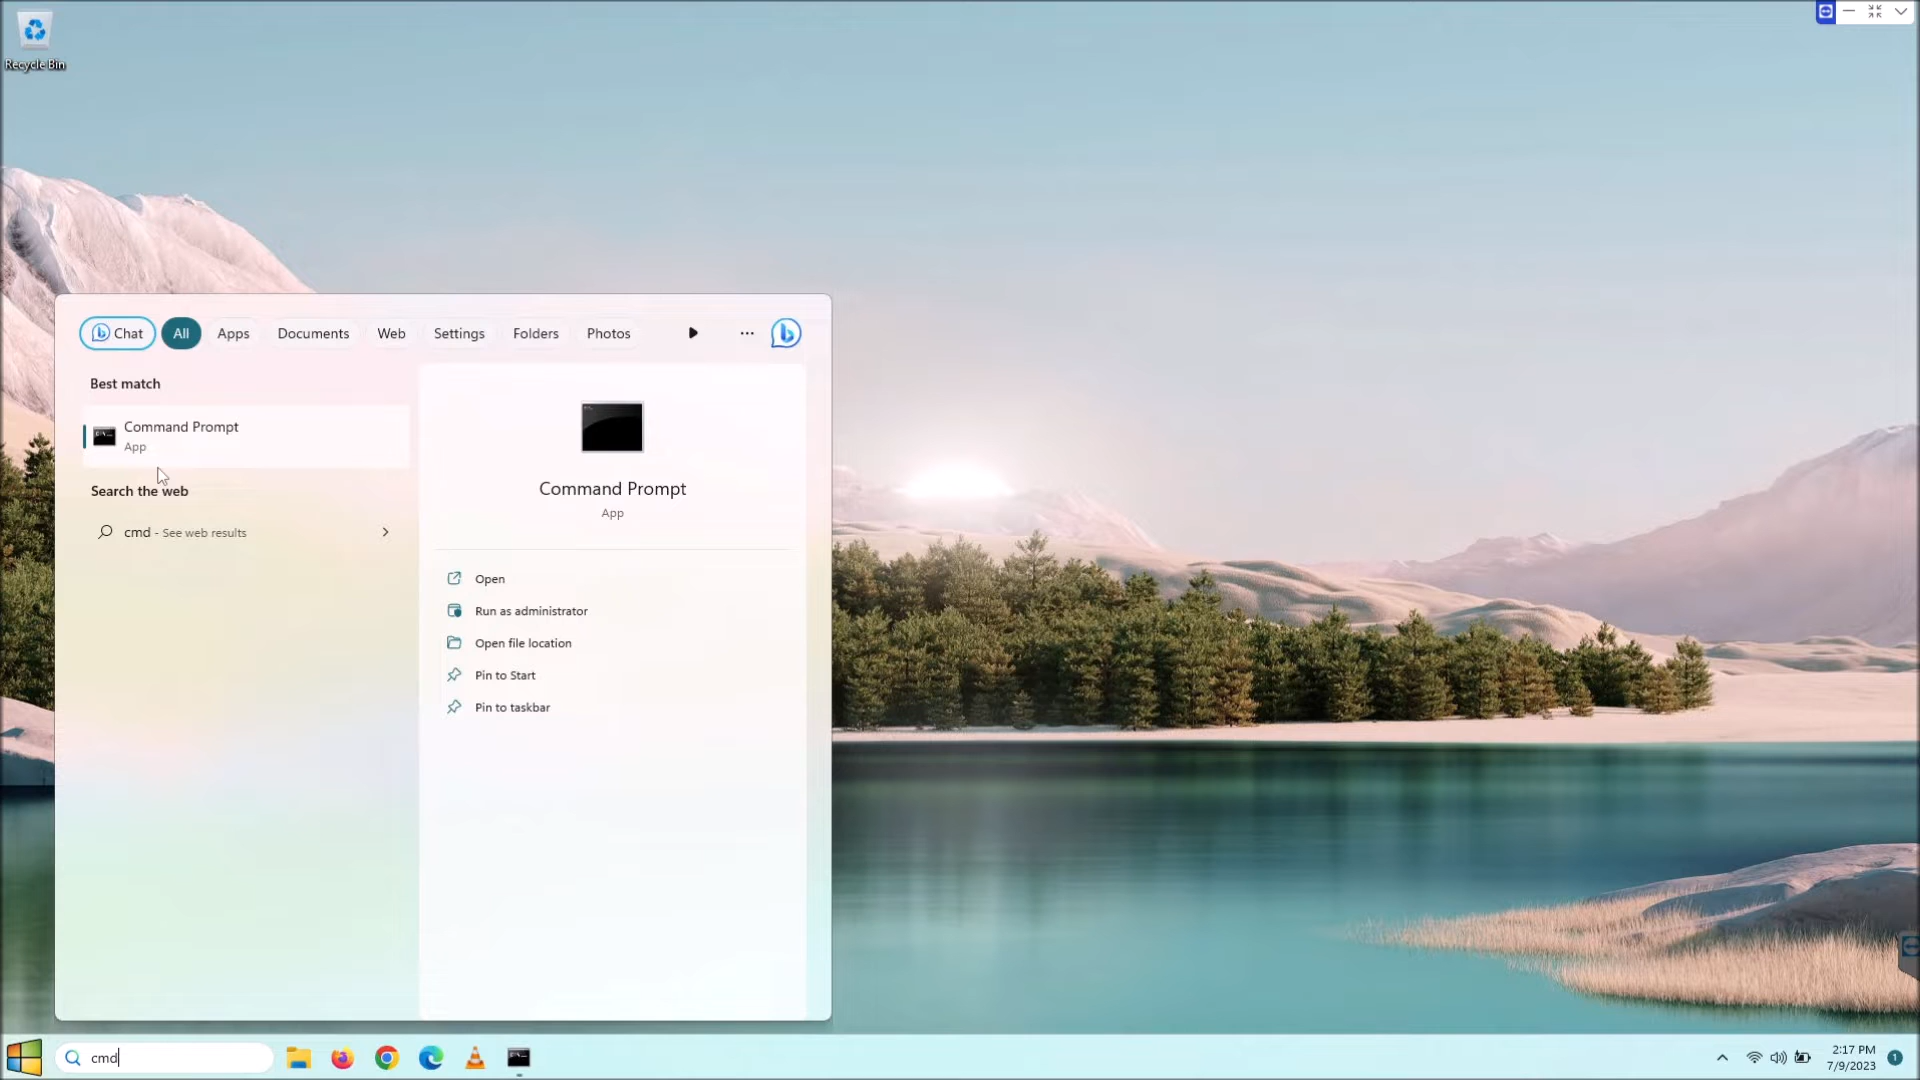 Recycle Bin
Chat All Apps Documents Web Settings Folders Photos
Best match
Command Prompt
App
Search the web
cmd - See web results
Command Prompt
App
Open
Run as administrator
Open file location
Pin to Start
Pin to taskbar
cmd
2:17 PM
7/9/2023
1